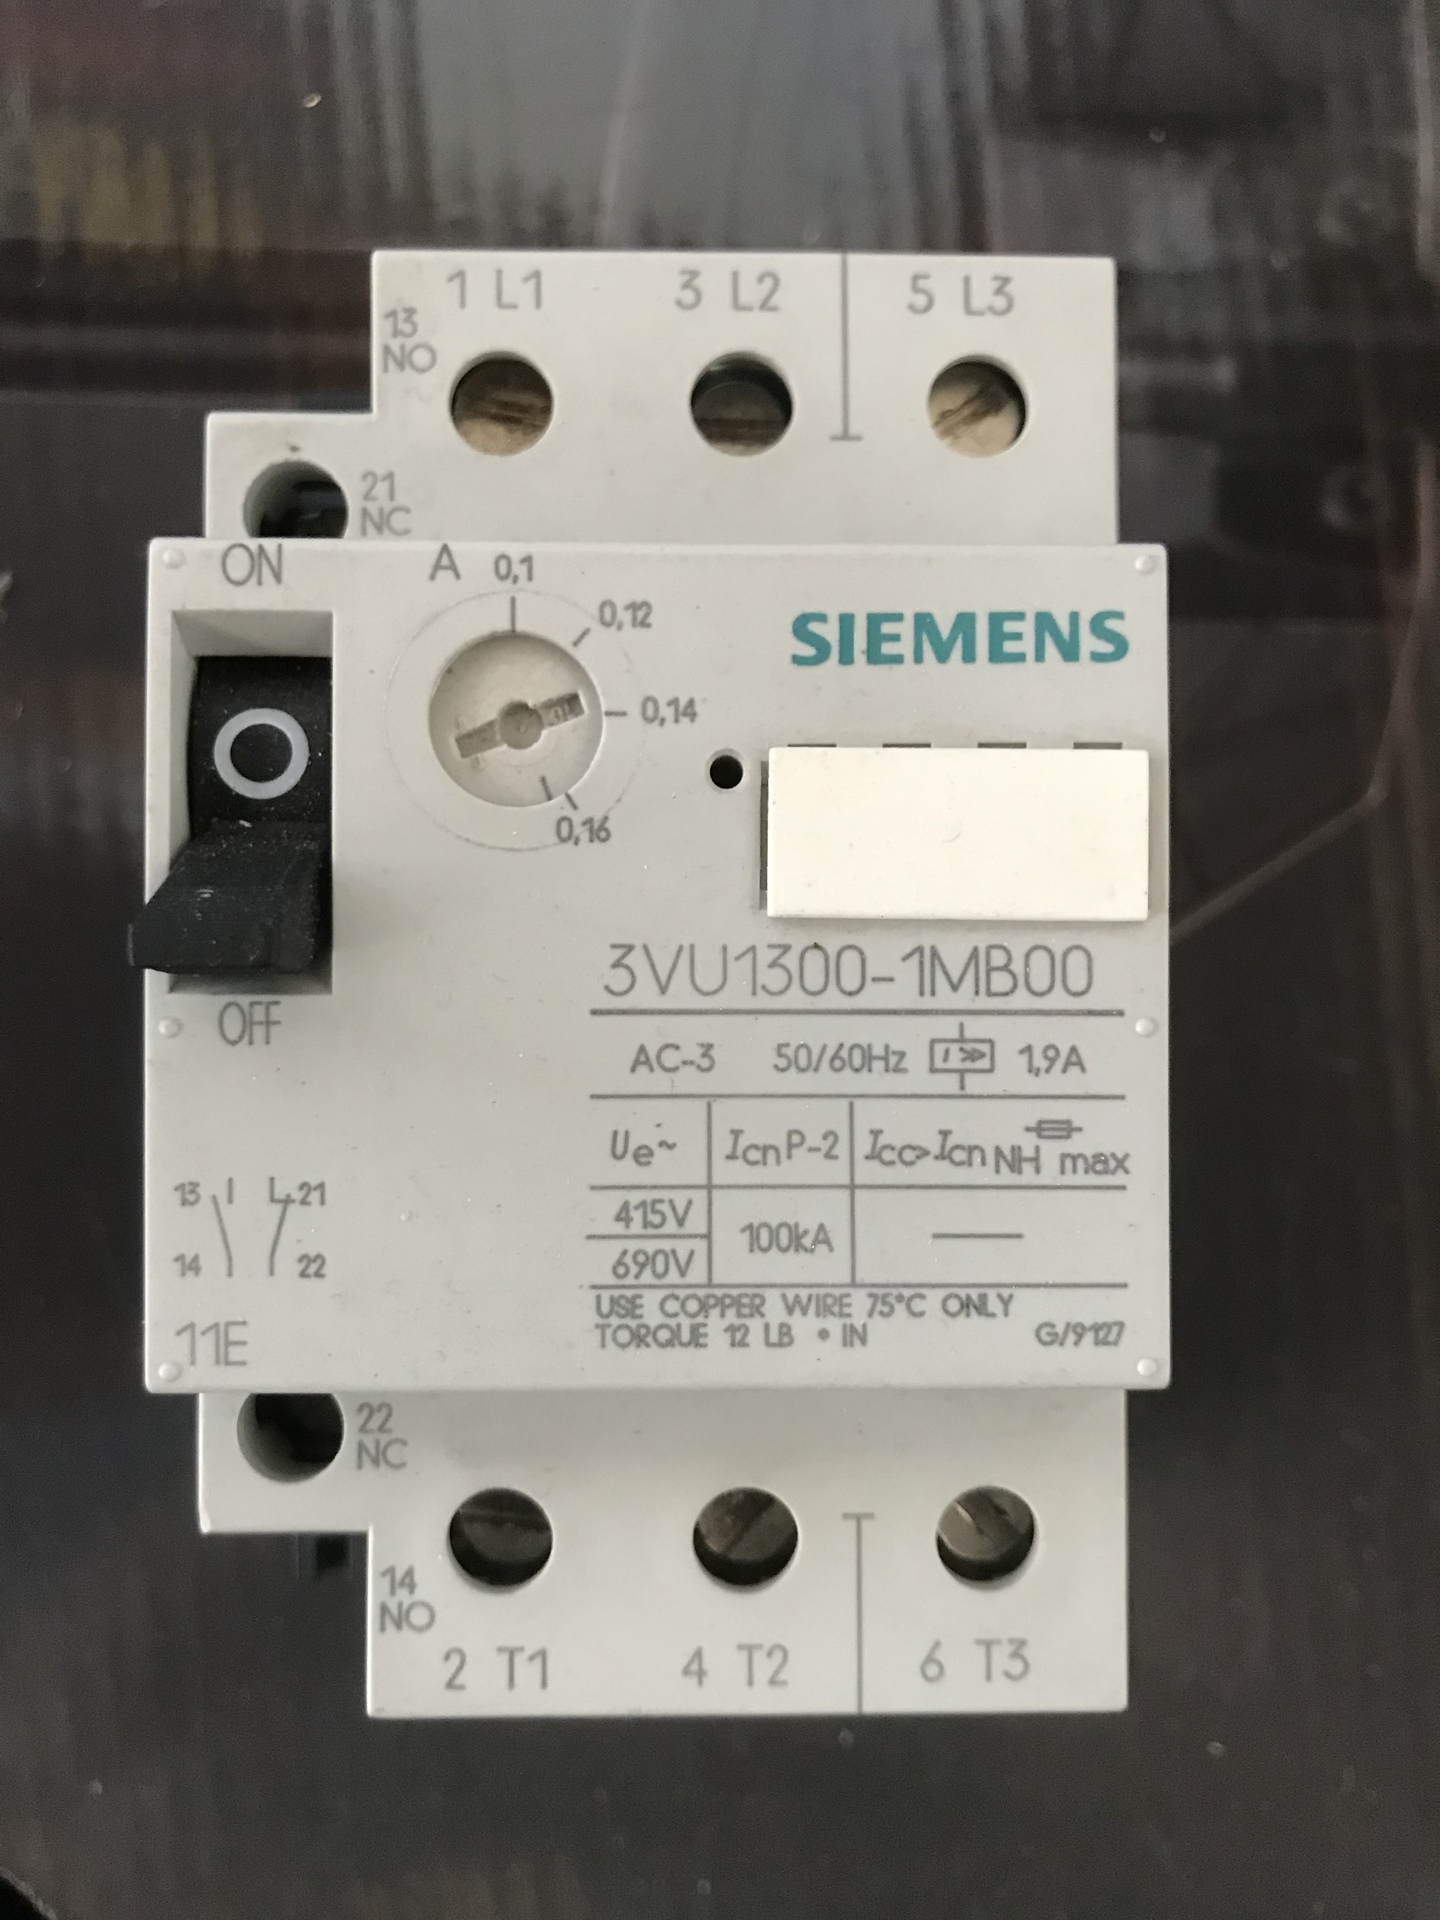 1 L1 3 L2 5 L3
13
NO
21
NC
ON
A 0,1
0,12
0,14
0,16
SIEMENS
O
OFF
3VU1300-1MB00
AC-3 50/60Hz I>> 1,9A
Ue~ IcnP-2 Icc>Icn NH max
415V
690V
100kA
USE COPPER WIRE 75°C ONLY
TORQUE 12 LB • IN G/9127
13 21
14 22
11E
22
NC
14
NO
2 T1 4 T2 6 T3